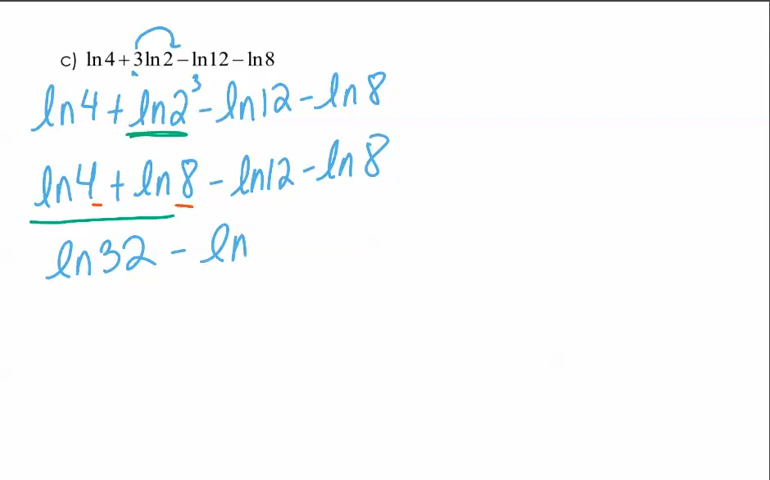 c) ln4+3ln2−ln12−ln8
ln4 + ln2³ - ln12 - ln8
ln4 + ln8 - ln12 - ln8
ln32 - ln